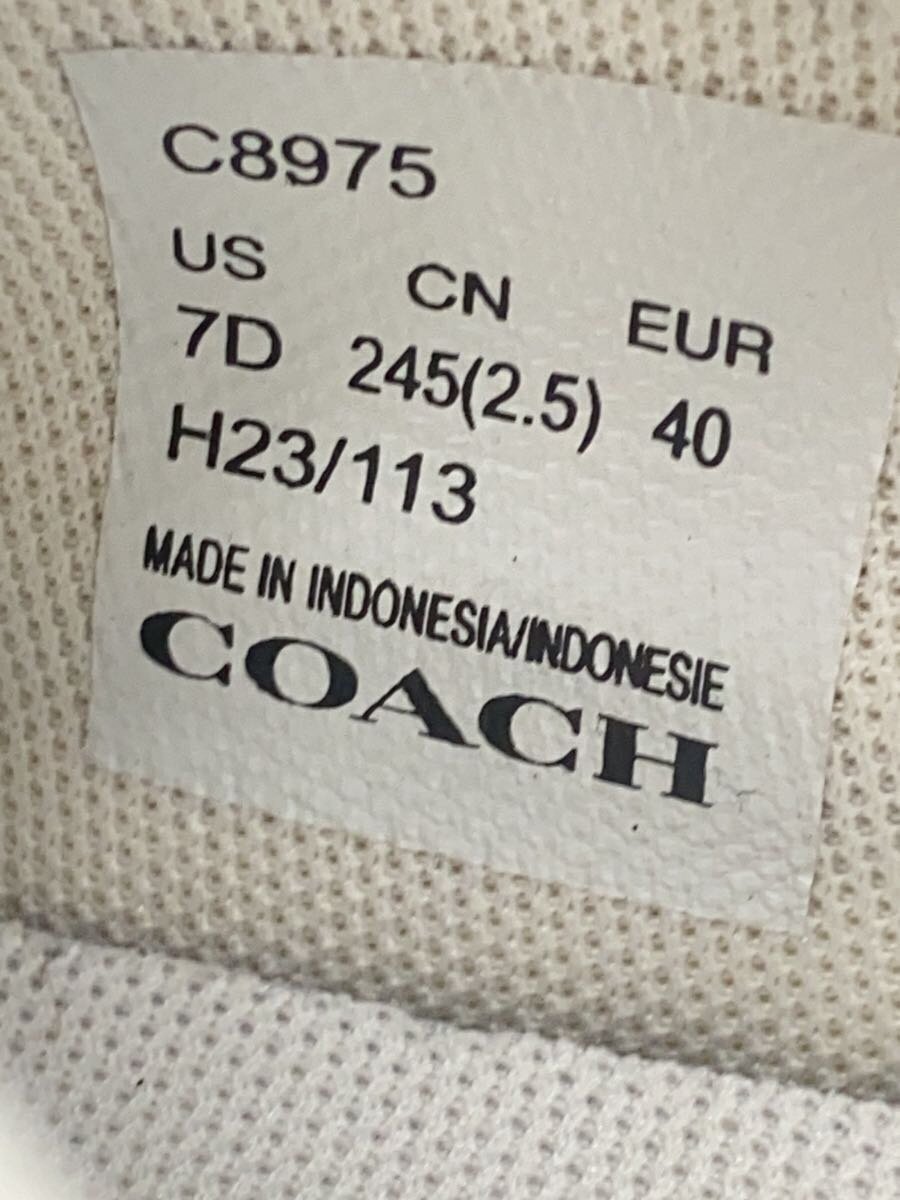 C8975
US CN EUR
7D 245(2.5) 40
H23/113
MADE IN INDONESIA/INDONESIE
COACH